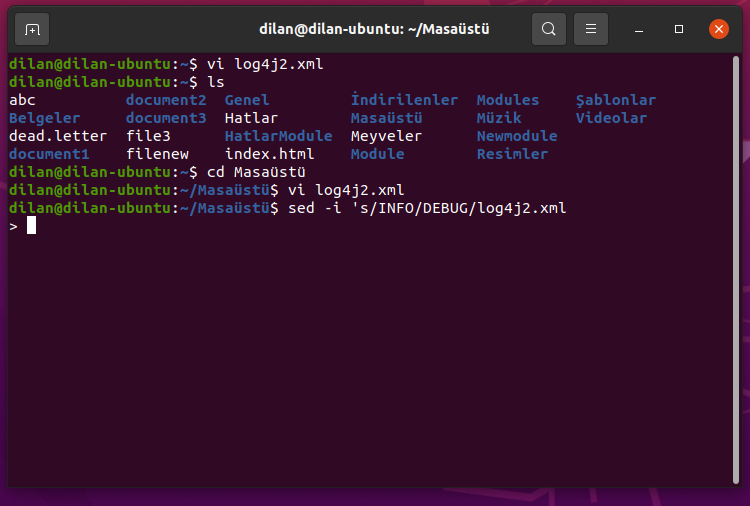 dilan@dilan-ubuntu: ~/Masaüstü
dilan@dilan-ubuntu:~$ vi log4j2.xml
dilan@dilan-ubuntu:~$ ls
abc document2 Genel İndirilenler Modules Şablonlar
Belgeler document3 Hatlar Masaüstü Müzik Videolar
dead.letter file3 HatlarModule Meyveler Newmodule
document1 filenew index.html Module Resimler
dilan@dilan-ubuntu:~$ cd Masaüstü
dilan@dilan-ubuntu:~/Masaüstü$ vi log4j2.xml
dilan@dilan-ubuntu:~/Masaüstü$ sed -i 's/INFO/DEBUG/log4j2.xml
>